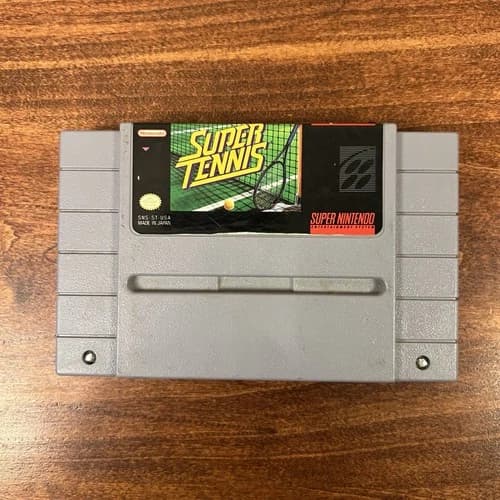 Nintendo
SUPER
TENNIS
SNS-ST-USA
MADE IN JAPAN
SUPER NINTENDO
ENTERTAINMENT SYSTEM